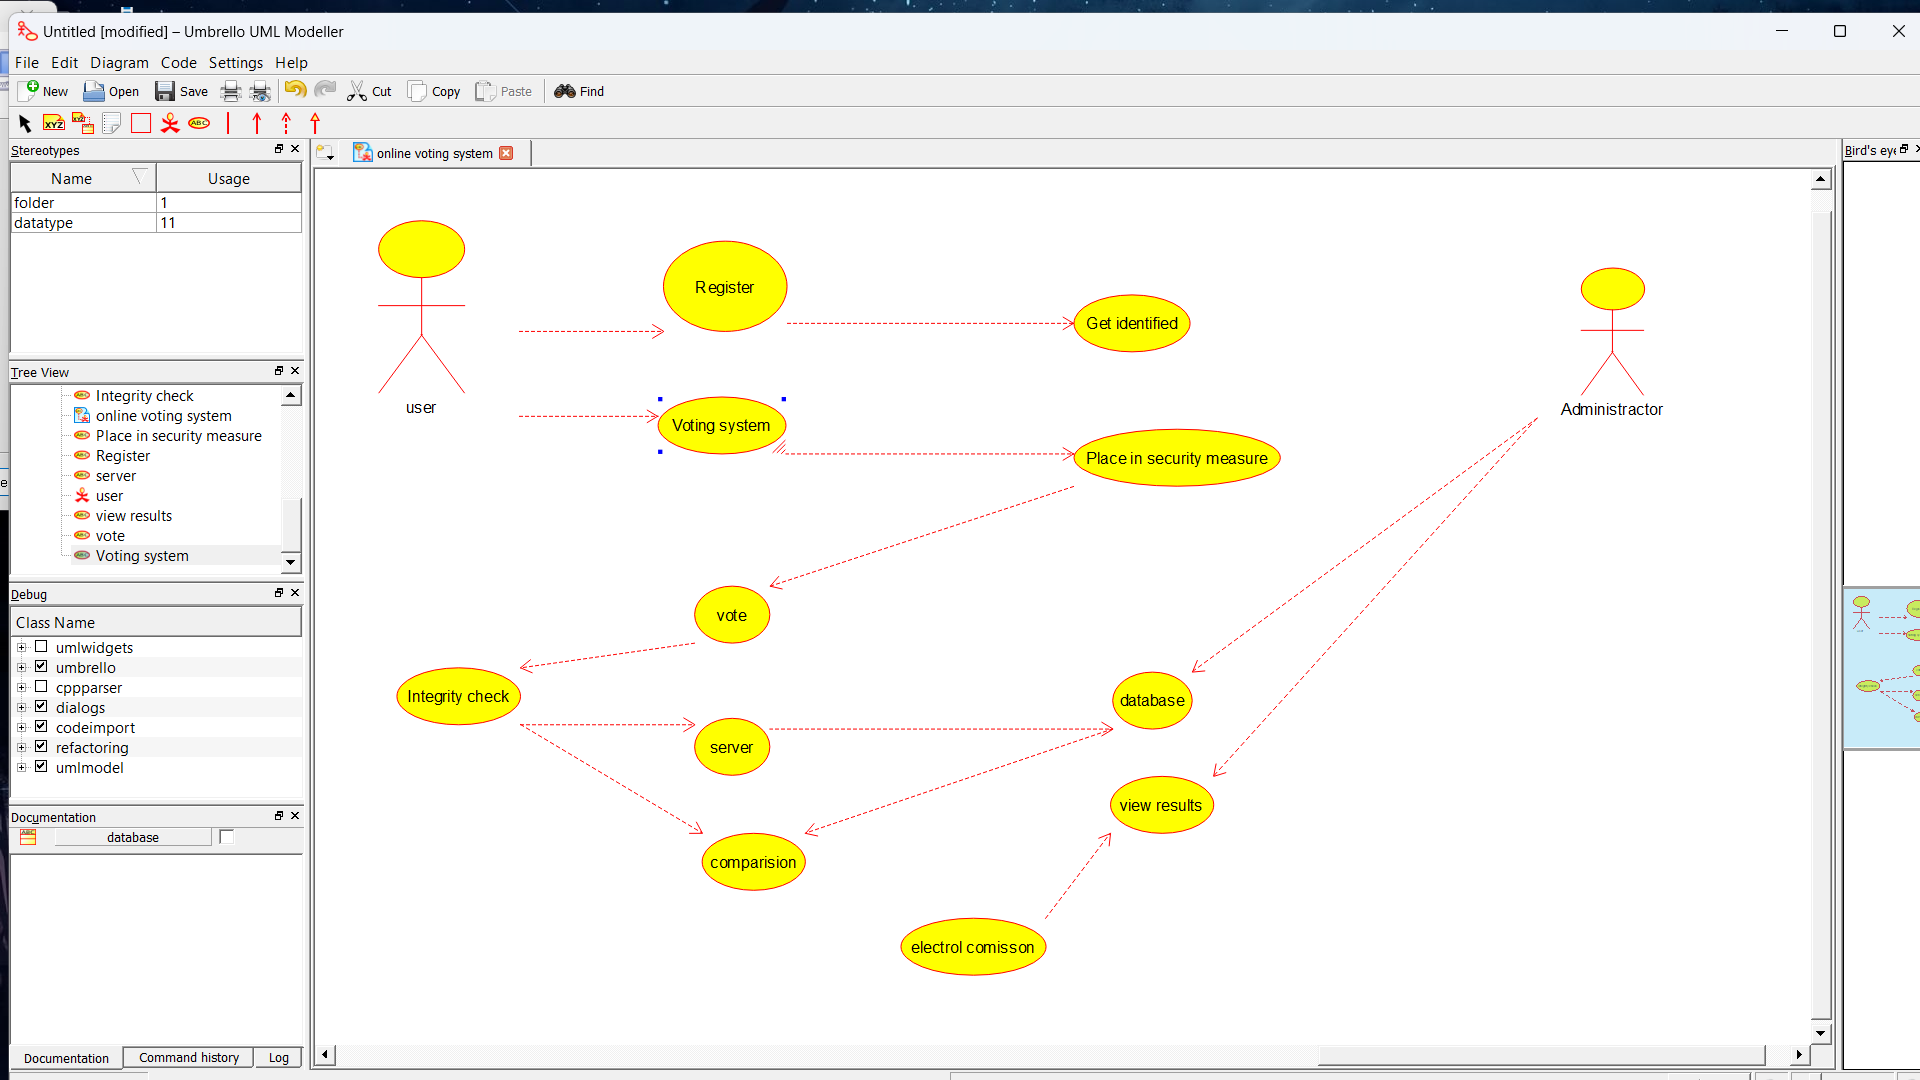 Untitled [modified] – Umbrello UML Modeller
File Edit Diagram Code Settings Help
New Open Save Cut Copy Paste Find
XYZ XYZ ABC
Stereotypes
Name Usage
folder 1
datatype 11
Tree View
Integrity check
online voting system
Place in security measure
Register
server
user
view results
vote
Voting system
Debug
Class Name
umlwidgets
umbrello
cppparser
dialogs
codeimport
refactoring
umlmodel
Documentation
database
Documentation Command history Log
online voting system
Register
Get identified
user
Voting system
Place in security measure
Administractor
vote
Integrity check
database
server
view results
comparision
electrol comisson
Bird's eye